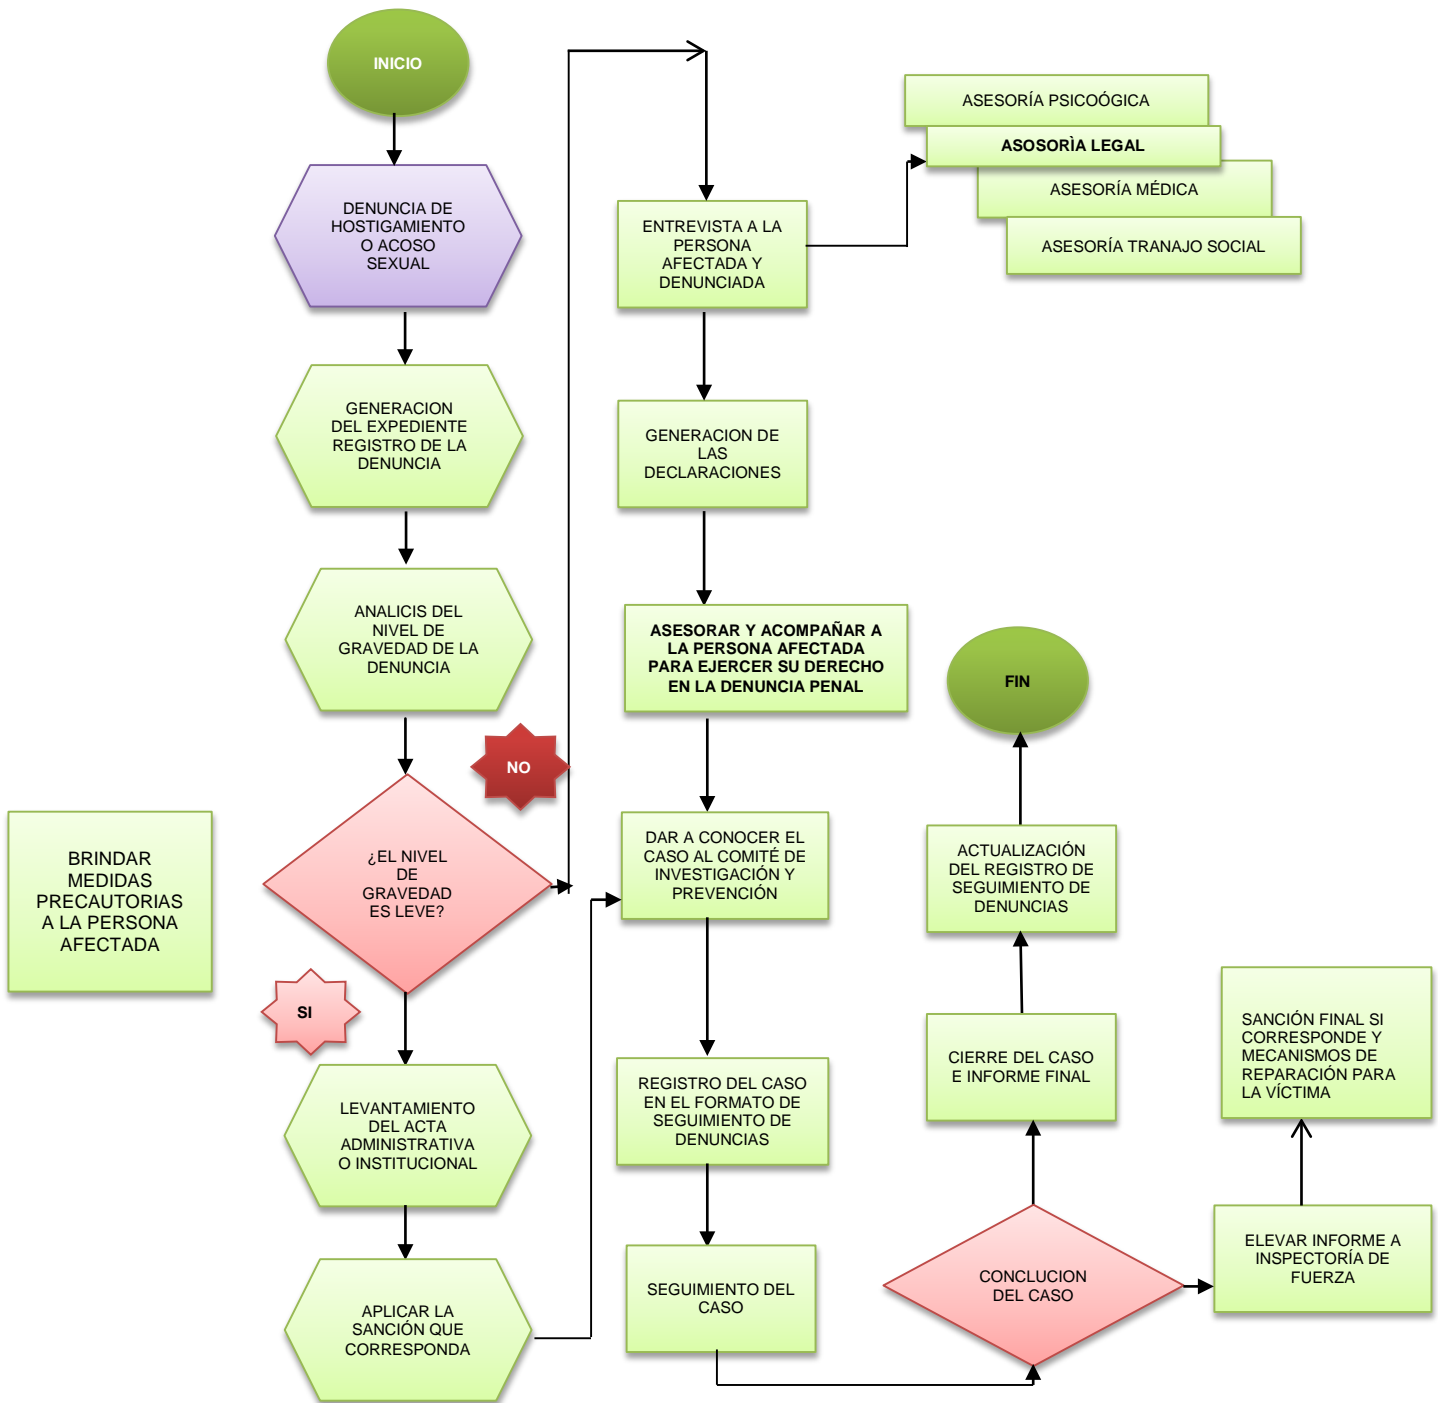 INICIO
DENUNCIA DE
HOSTIGAMIENTO
O ACOSO
SEXUAL
GENERACION
DEL EXPEDIENTE
REGISTRO DE LA
DENUNCIA
ANALICIS DEL
NIVEL DE
GRAVEDAD DE LA
DENUNCIA
NO
¿EL NIVEL
DE
GRAVEDAD
ES LEVE?
BRINDAR
MEDIDAS
PRECAUTORIAS
A LA PERSONA
AFECTADA
SI
LEVANTAMIENTO
DEL ACTA
ADMINISTRATIVA
O INSTITUCIONAL
APLICAR LA
SANCIÓN QUE
CORRESPONDA
ENTREVISTA A LA
PERSONA
AFECTADA Y
DENUNCIADA
ASESORÍA PSICOÓGICA
ASOSORÌA LEGAL
ASESORÍA MÉDICA
ASESORÍA TRANAJO SOCIAL
GENERACION DE
LAS
DECLARACIONES
ASESORAR Y ACOMPAÑAR A
LA PERSONA AFECTADA
PARA EJERCER SU DERECHO
EN LA DENUNCIA PENAL
DAR A CONOCER EL
CASO AL COMITÉ DE
INVESTIGACIÓN Y
PREVENCIÓN
REGISTRO DEL CASO
EN EL FORMATO DE
SEGUIMIENTO DE
DENUNCIAS
SEGUIMIENTO DEL
CASO
CONCLUCION
DEL CASO
CIERRE DEL CASO
E INFORME FINAL
ACTUALIZACIÓN
DEL REGISTRO DE
SEGUIMIENTO DE
DENUNCIAS
FIN
ELEVAR INFORME A
INSPECTORÍA DE
FUERZA
SANCIÓN FINAL SI
CORRESPONDE Y
MECANISMOS DE
REPARACIÓN PARA
LA VÍCTIMA